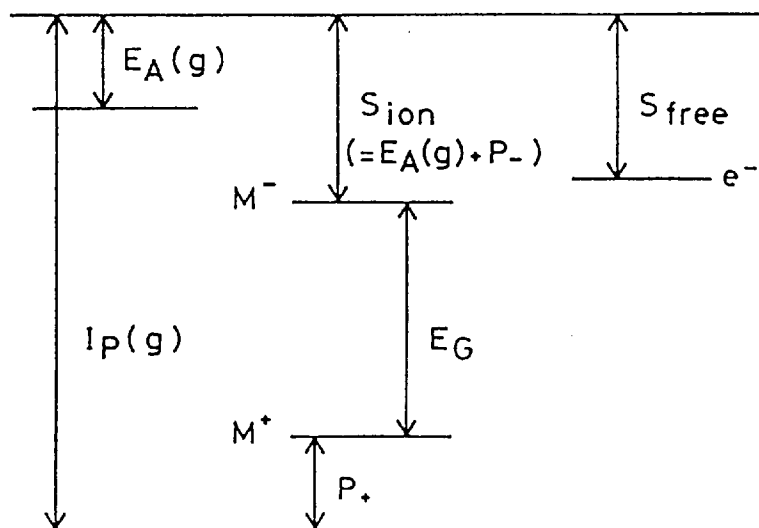 E_A(g)
S_ion
(=E_A(g)+P_-)
S_free
e^-
M^-
I_P(g)
E_G
M^+
P_+